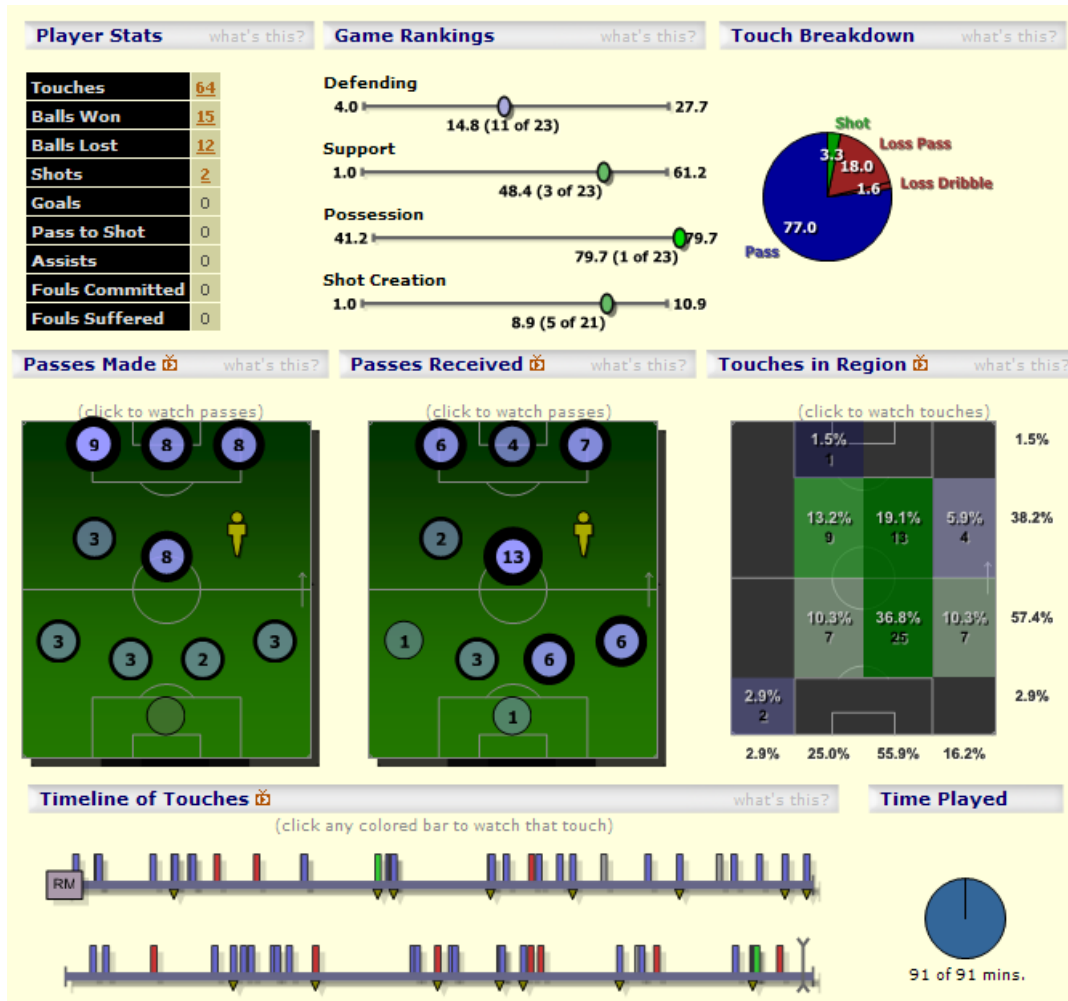 Player Stats what's this?
Touches 64
Balls Won 15
Balls Lost 12
Shots 2
Goals 0
Pass to Shot 0
Assists 0
Fouls Committed 0
Fouls Suffered 0
Game Rankings what's this?
Defending
4.0 27.7
14.8 (11 of 23)
Support
1.0 61.2
48.4 (3 of 23)
Possession
41.2 79.7
79.7 (1 of 23)
Shot Creation
1.0 10.9
8.9 (5 of 21)
Touch Breakdown what's this?
Shot
3.3
Loss Pass
18.0
Loss Dribble
1.6
77.0
Pass
Passes Made what's this?
(click to watch passes)
9 8 8
3 8
3 3 2 3
Passes Received what's this?
(click to watch passes)
6 4 7
2 13
1 3 6 6
1
Touches in Region what's this?
(click to watch touches)
1.5% 1.5%
1
13.2% 19.1% 5.9% 38.2%
9 13 4
10.3% 36.8% 10.3% 57.4%
7 25 7
2.9% 2.9%
2
2.9% 25.0% 55.9% 16.2%
Timeline of Touches what's this?
(click any colored bar to watch that touch)
RM
Time Played
91 of 91 mins.